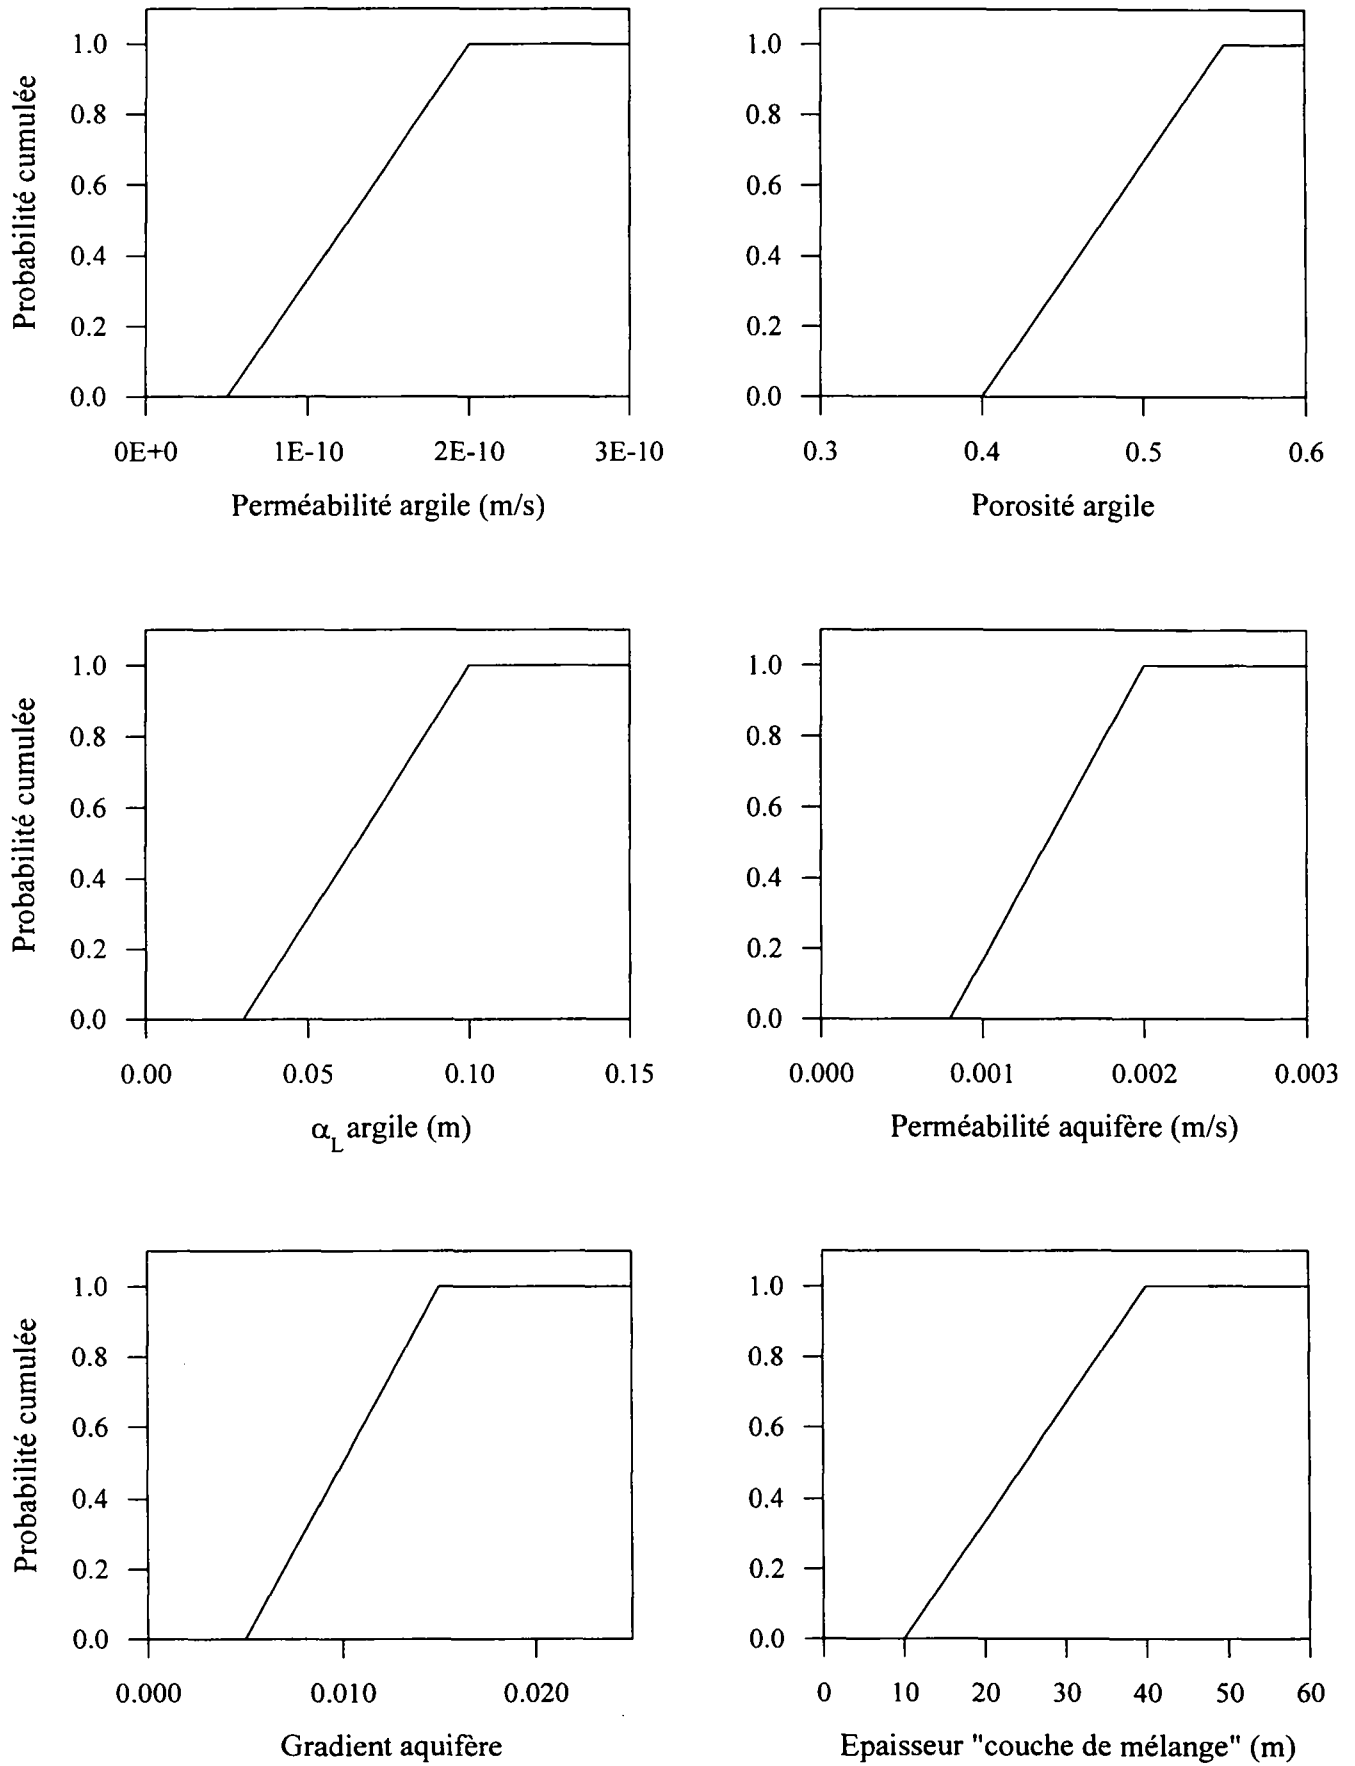 Probabilité cumulée
1.0
0.8
0.6
0.4
0.2
0.0
0E+0 1E-10 2E-10 3E-10
Perméabilité argile (m/s)
1.0
0.8
0.6
0.4
0.2
0.0
0.3 0.4 0.5 0.6
Porosité argile
Probabilité cumulée
1.0
0.8
0.6
0.4
0.2
0.0
0.00 0.05 0.10 0.15
α_L argile (m)
1.0
0.8
0.6
0.4
0.2
0.0
0.000 0.001 0.002 0.003
Perméabilité aquifère (m/s)
Probabilité cumulée
1.0
0.8
0.6
0.4
0.2
0.0
0.000 0.010 0.020
Gradient aquifère
1.0
0.8
0.6
0.4
0.2
0.0
0 10 20 30 40 50 60
Epaisseur "couche de mélange" (m)